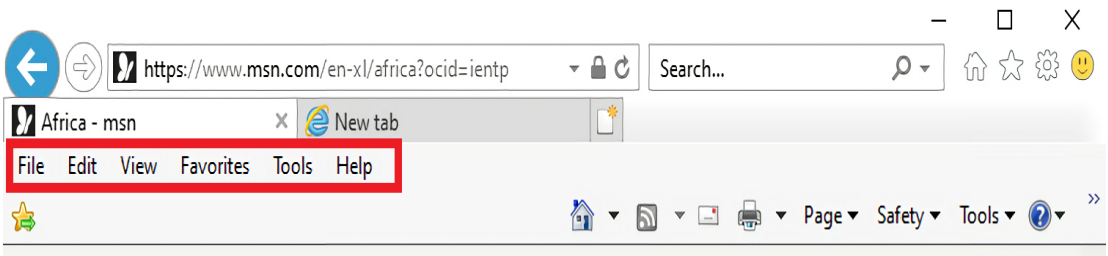 https://www.msn.com/en-xl/africa?ocid=ientp Search...
Africa - msn New tab
File Edit View Favorites Tools Help
Page Safety Tools